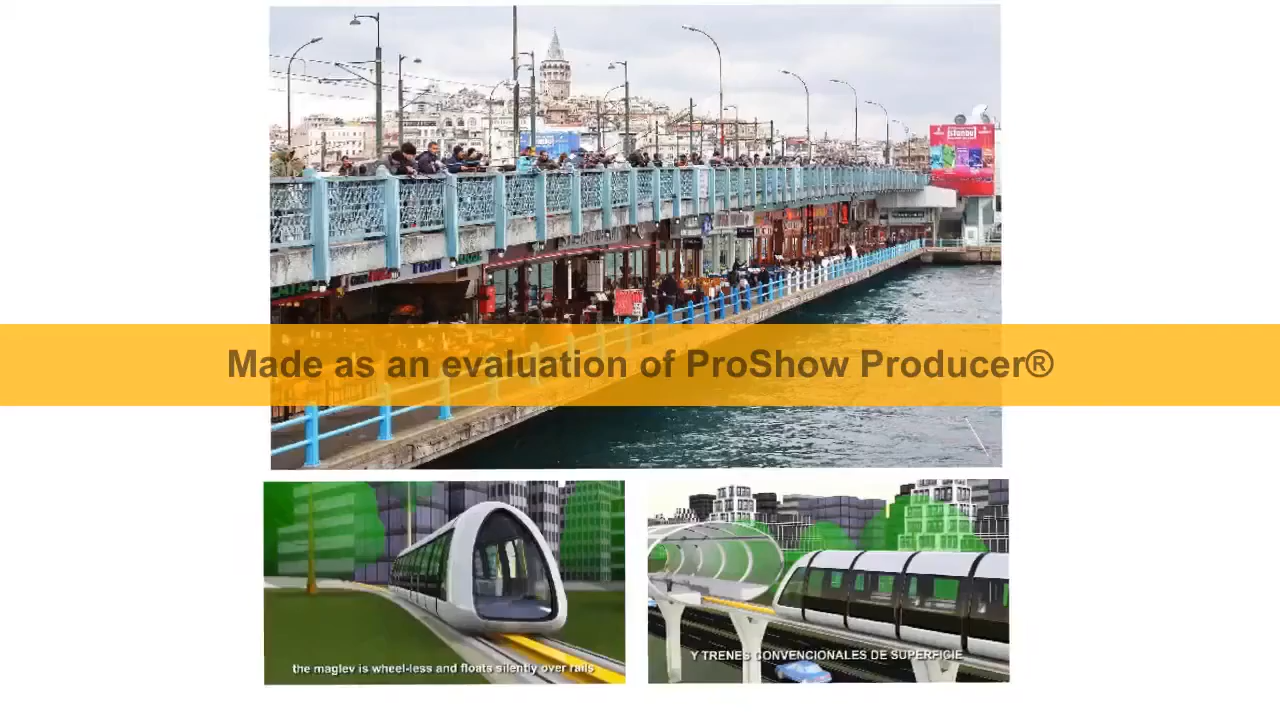 İSTANBUL
Made as an evaluation of ProShow Producer®
the maglev is wheel-less and floats silently over rails
Y TRENES CONVENCIONALES DE SUPERFICIE